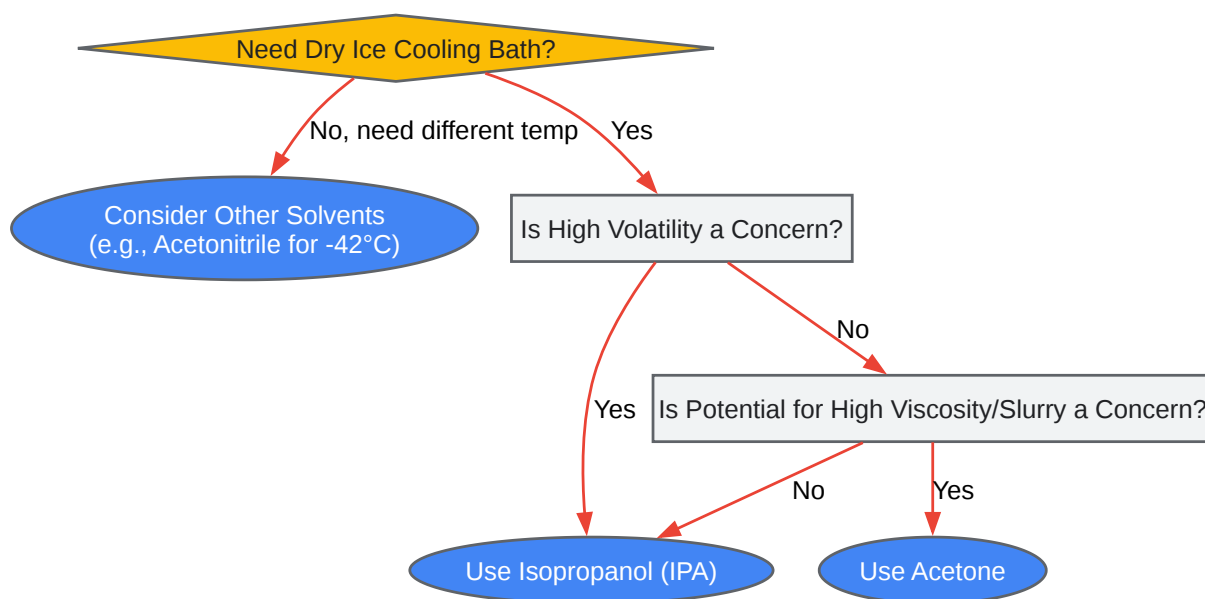 Need Dry Ice Cooling Bath?
No, need different temp
Yes
Consider Other Solvents
(e.g., Acetonitrile for -42°C)
Is High Volatility a Concern?
No
Yes
Is Potential for High Viscosity/Slurry a Concern?
No
Yes
Use Isopropanol (IPA)
Use Acetone